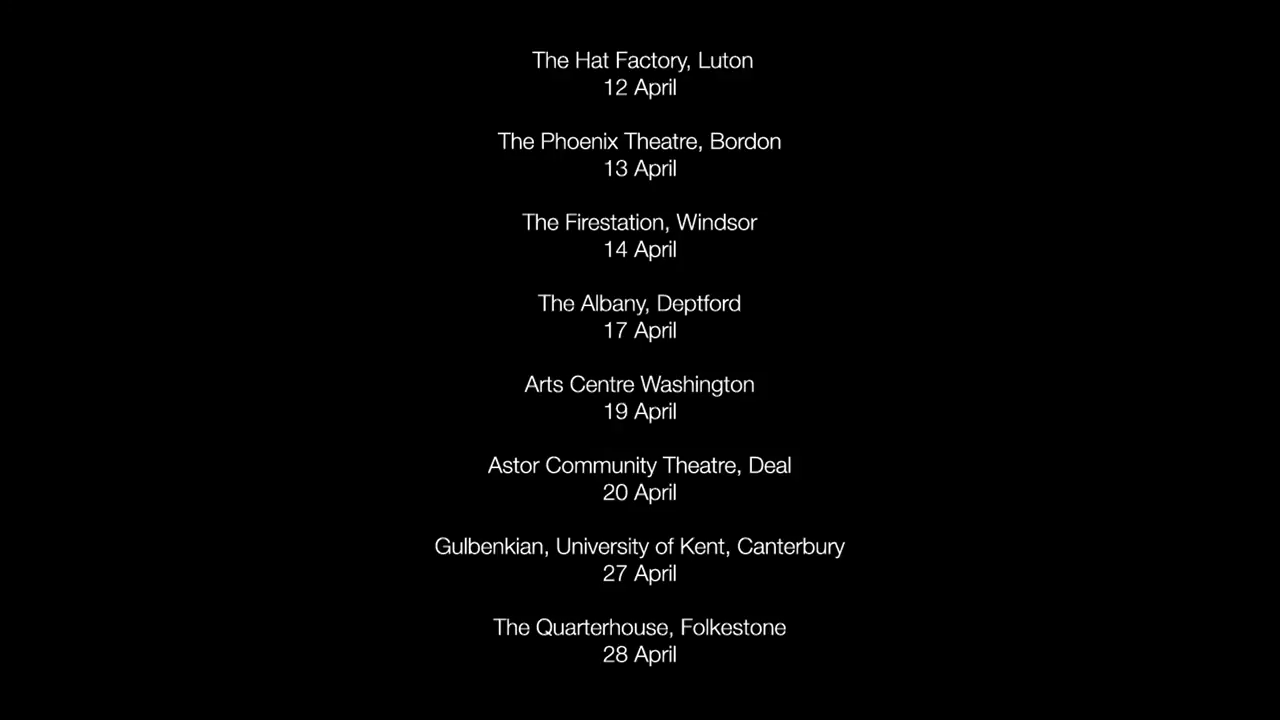 The Hat Factory, Luton
12 April
The Phoenix Theatre, Bordon
13 April
The Firestation, Windsor
14 April
The Albany, Deptford
17 April
Arts Centre Washington
19 April
Astor Community Theatre, Deal
20 April
Gulbenkian, University of Kent, Canterbury
27 April
The Quarterhouse, Folkestone
28 April